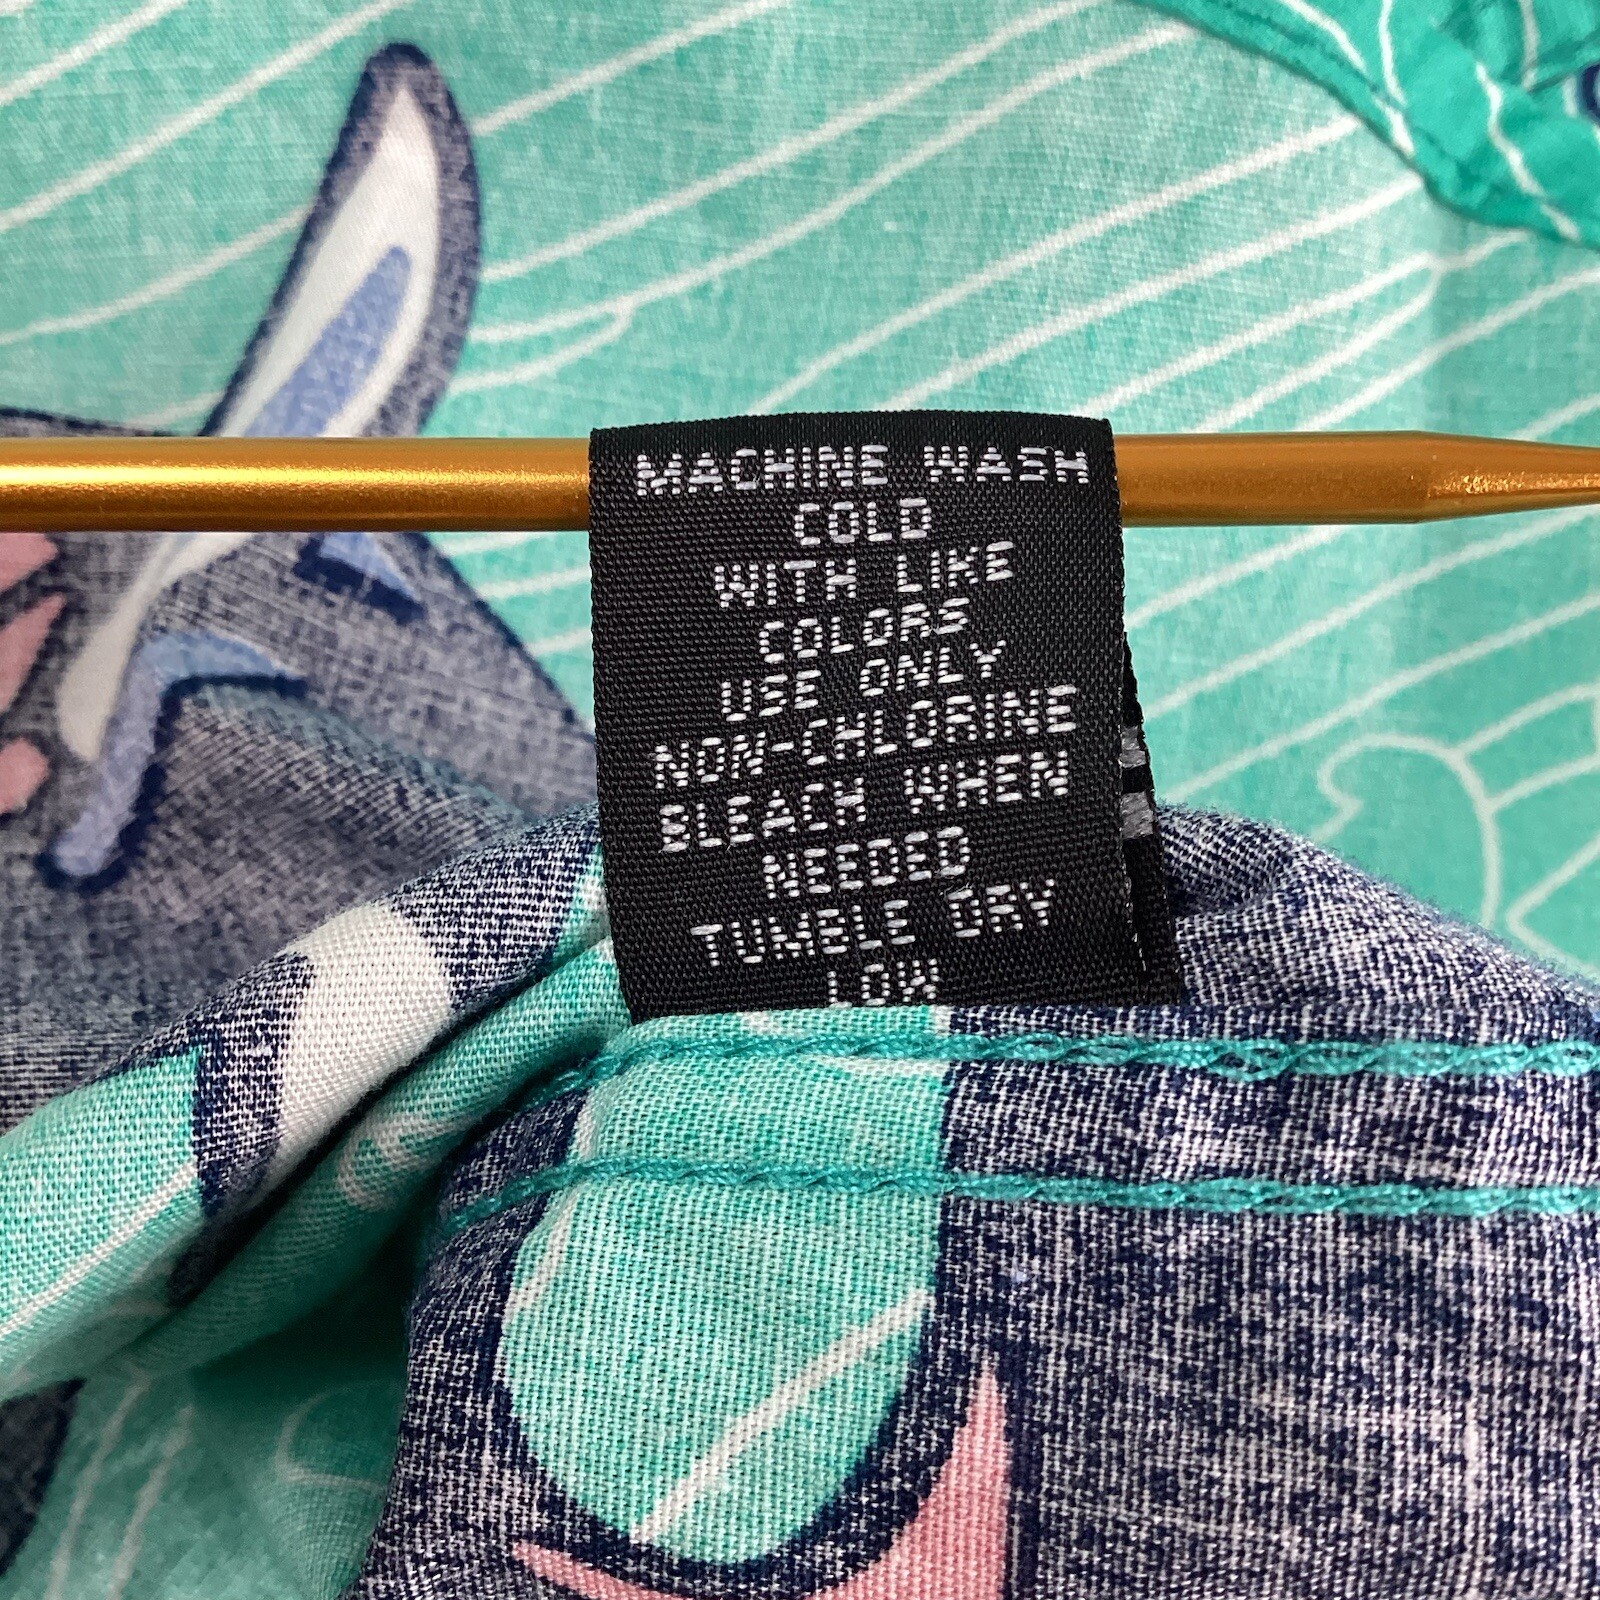 MACHINE WASH
COLD
WITH LIKE
COLORS
USE ONLY
NON-CHLORINE
BLEACH WHEN
NEEDED
TUMBLE DRY
LOW